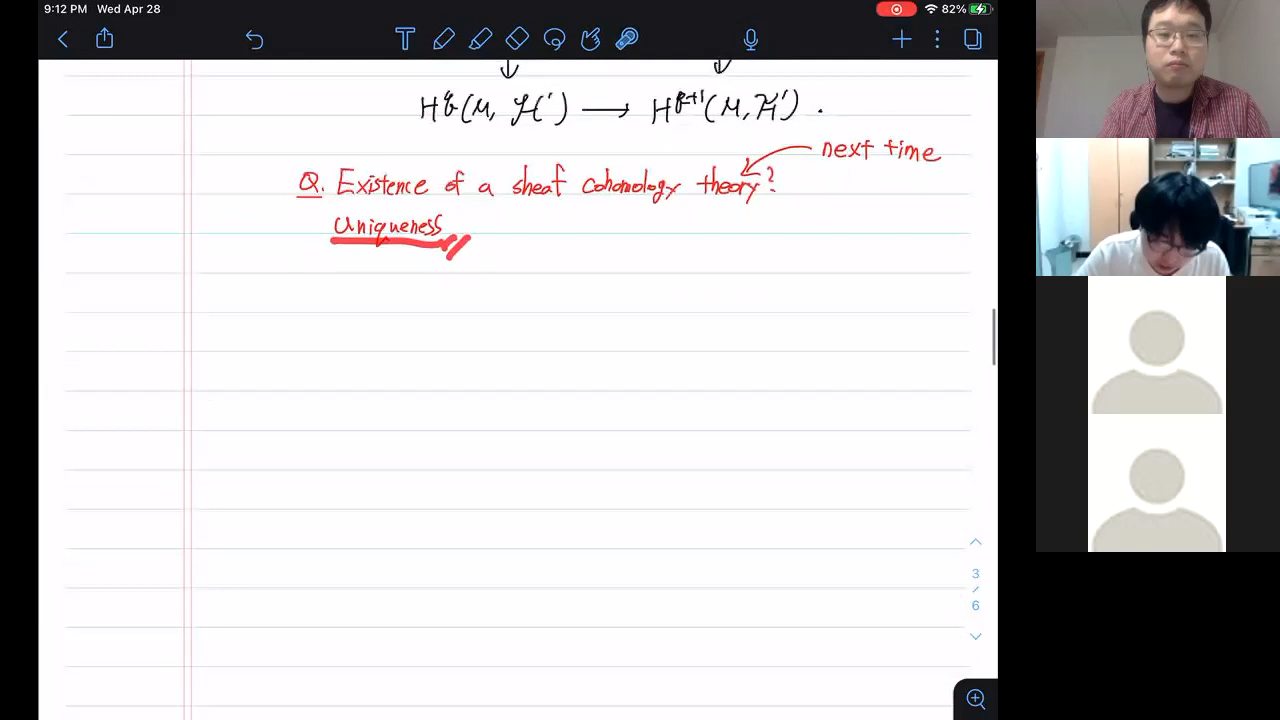 9:12 PM Wed Apr 28
82%
H^q(M, ℋ') ⟶ H^{q+1}(M, 𝒦') .
next time
Q. Existence of a sheaf cohomology theory?
Uniqueness
3
/
6